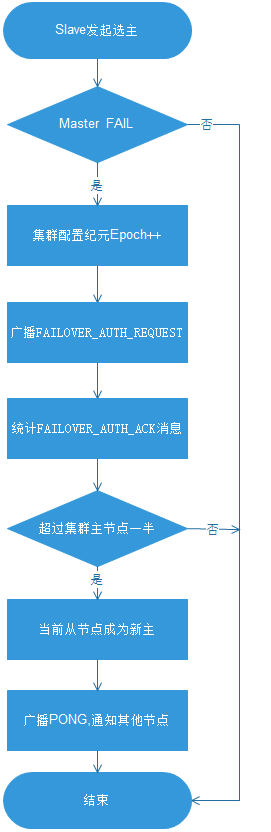 Slave发起选主
Master FAIL
否
是
集群配置纪元Epoch++
广播FAILOVER_AUTH_REQUEST
统计FAILOVER_AUTH_ACK消息
超过集群主节点一半
否
是
当前从节点成为新主
广播PONG,通知其他节点
结束